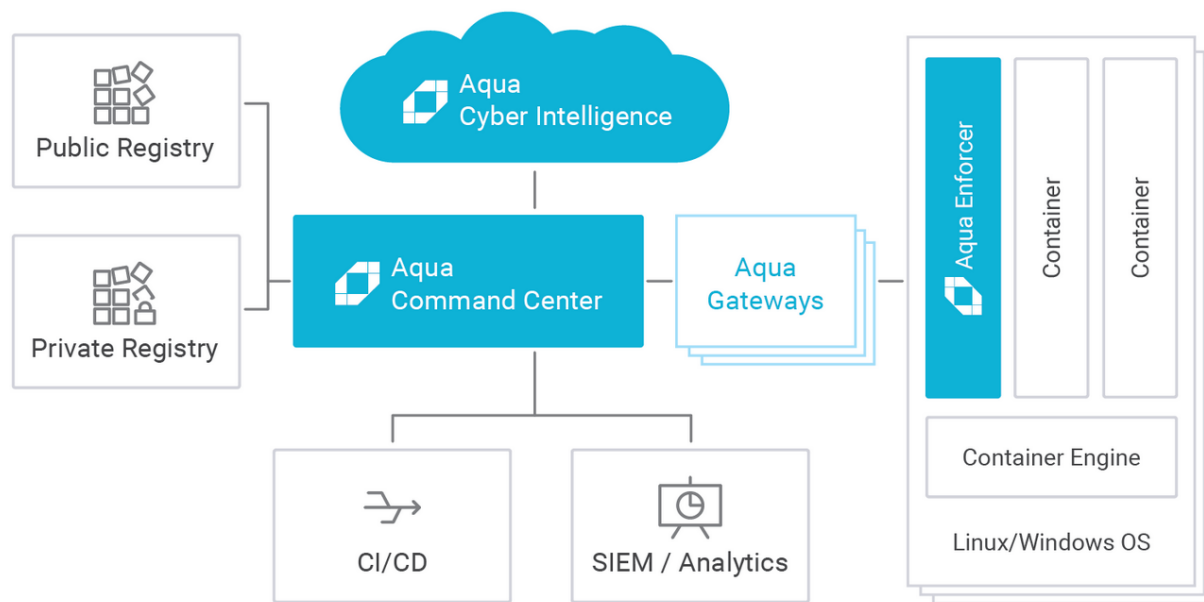 Public Registry
Private Registry
Aqua
Cyber Intelligence
Aqua
Command Center
Aqua
Gateways
CI/CD
SIEM / Analytics
Aqua Enforcer
Container
Container
Container Engine
Linux/Windows OS